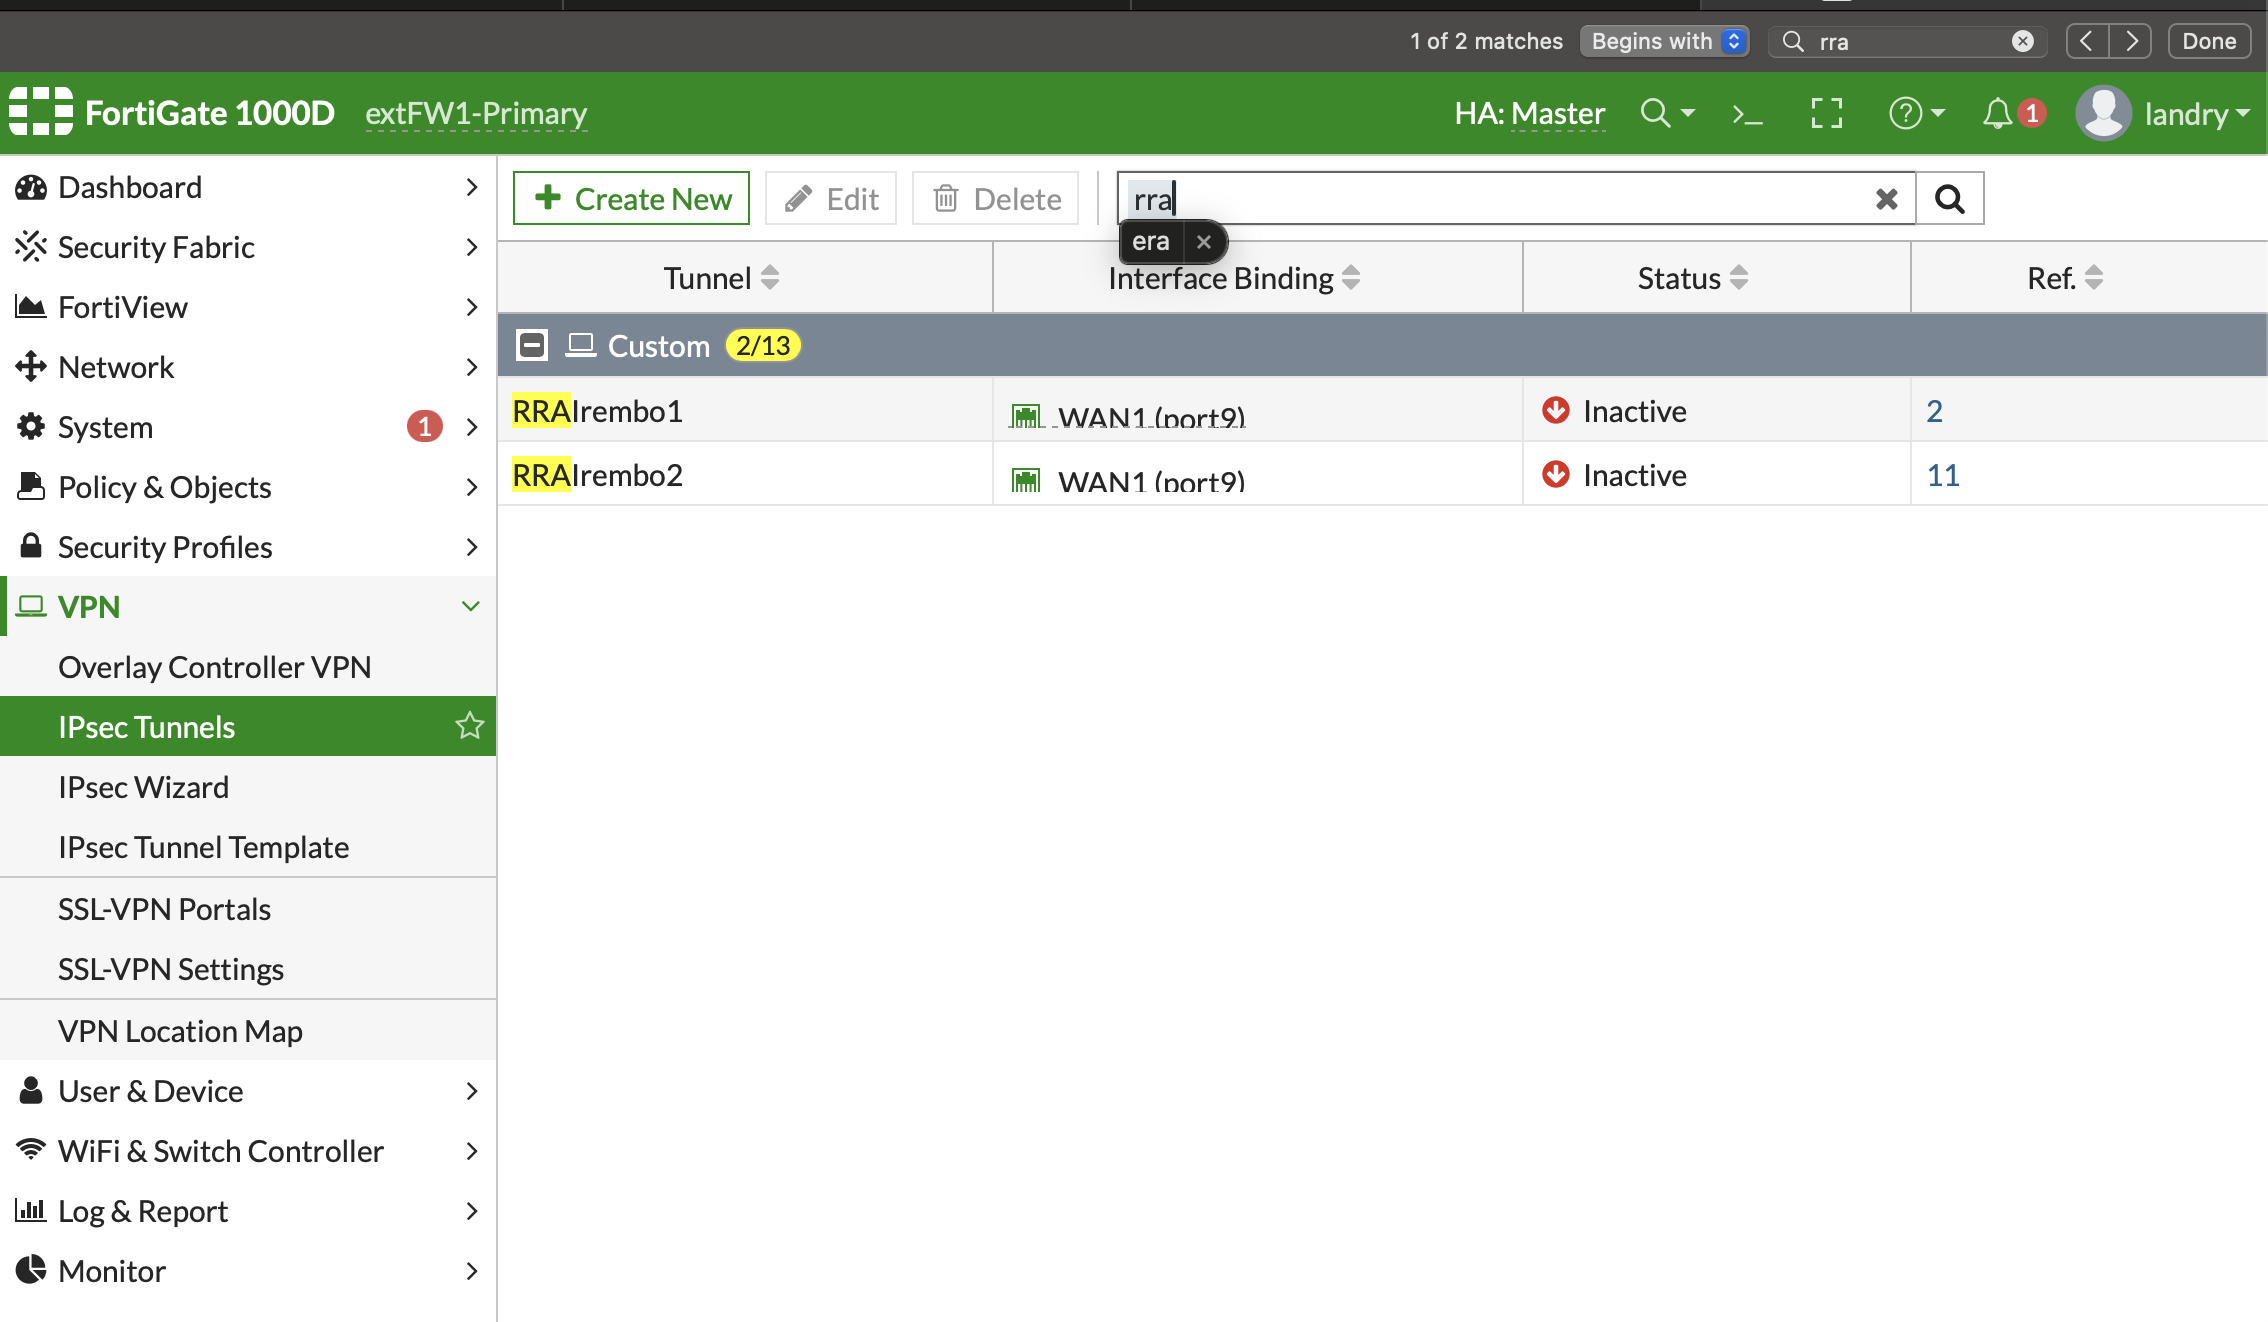 1 of 2 matches Begins with rra Done
FortiGate 1000D extFW1-Primary HA: Master >_ ? 1 landry
Dashboard
Security Fabric
FortiView
Network
System 1
Policy & Objects
Security Profiles
VPN
Overlay Controller VPN
IPsec Tunnels
IPsec Wizard
IPsec Tunnel Template
SSL-VPN Portals
SSL-VPN Settings
VPN Location Map
User & Device
WiFi & Switch Controller
Log & Report
Monitor
Create New Edit Delete rra
era
Tunnel Interface Binding Status Ref.
Custom 2/13
RRAIrembo1 WAN1 (port9) Inactive 2
RRAIrembo2 WAN1 (port9) Inactive 11